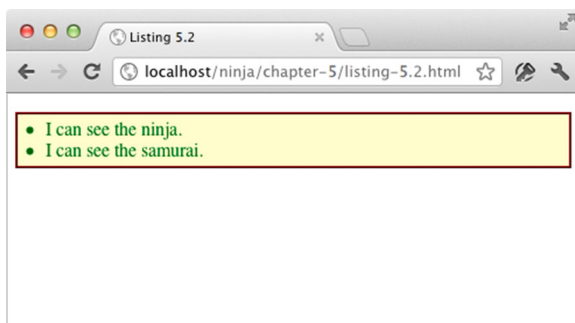 Listing 5.2
localhost/ninja/chapter-5/listing-5.2.html
• I can see the ninja.
• I can see the samurai.